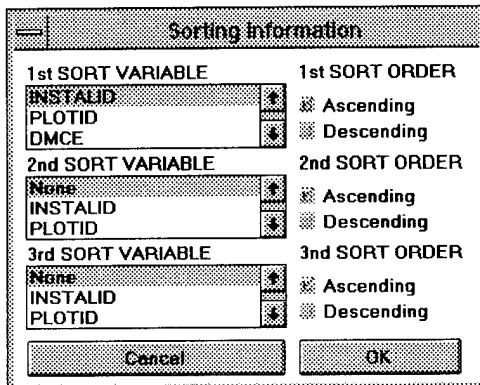 Sorting Information
1st SORT VARIABLE
INSTALID
PLOTID
DMCE
1st SORT ORDER
Ascending
Descending
2nd SORT VARIABLE
None
INSTALID
PLOTID
2nd SORT ORDER
Ascending
Descending
3rd SORT VARIABLE
None
INSTALID
PLOTID
3nd SORT ORDER
Ascending
Descending
Cancel
OK